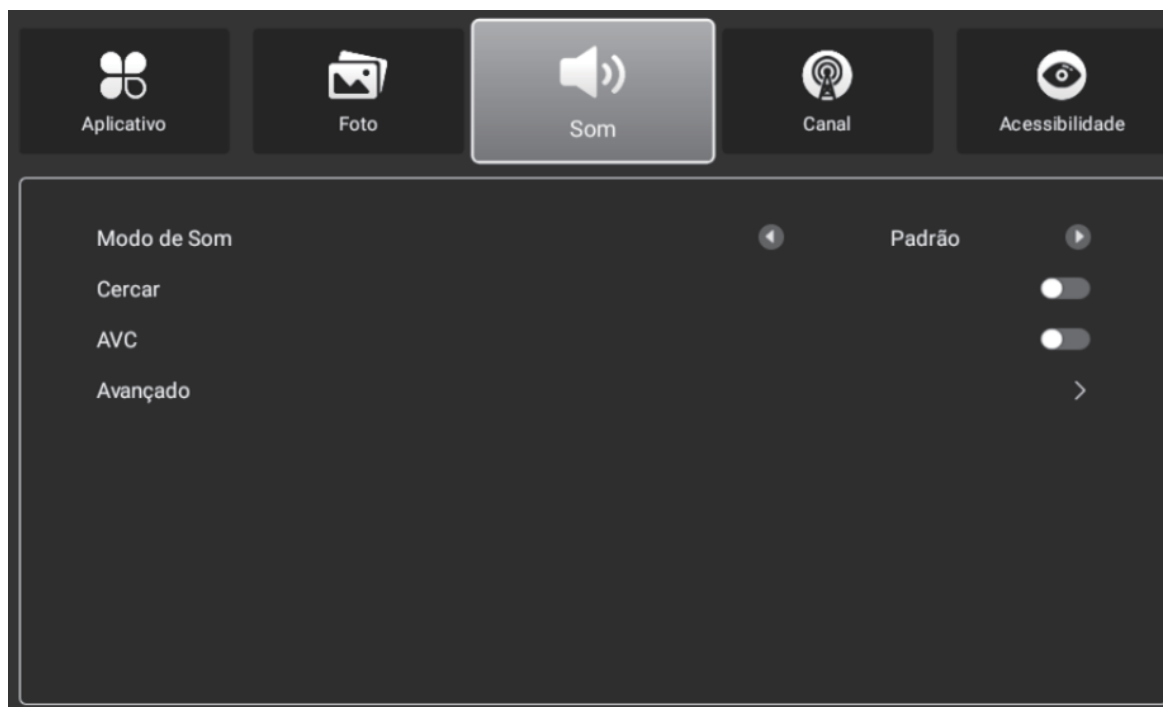 Aplicativo
Foto
Som
Canal
Acessibilidade
Modo de Som
Padrão
Cercar
AVC
Avançado